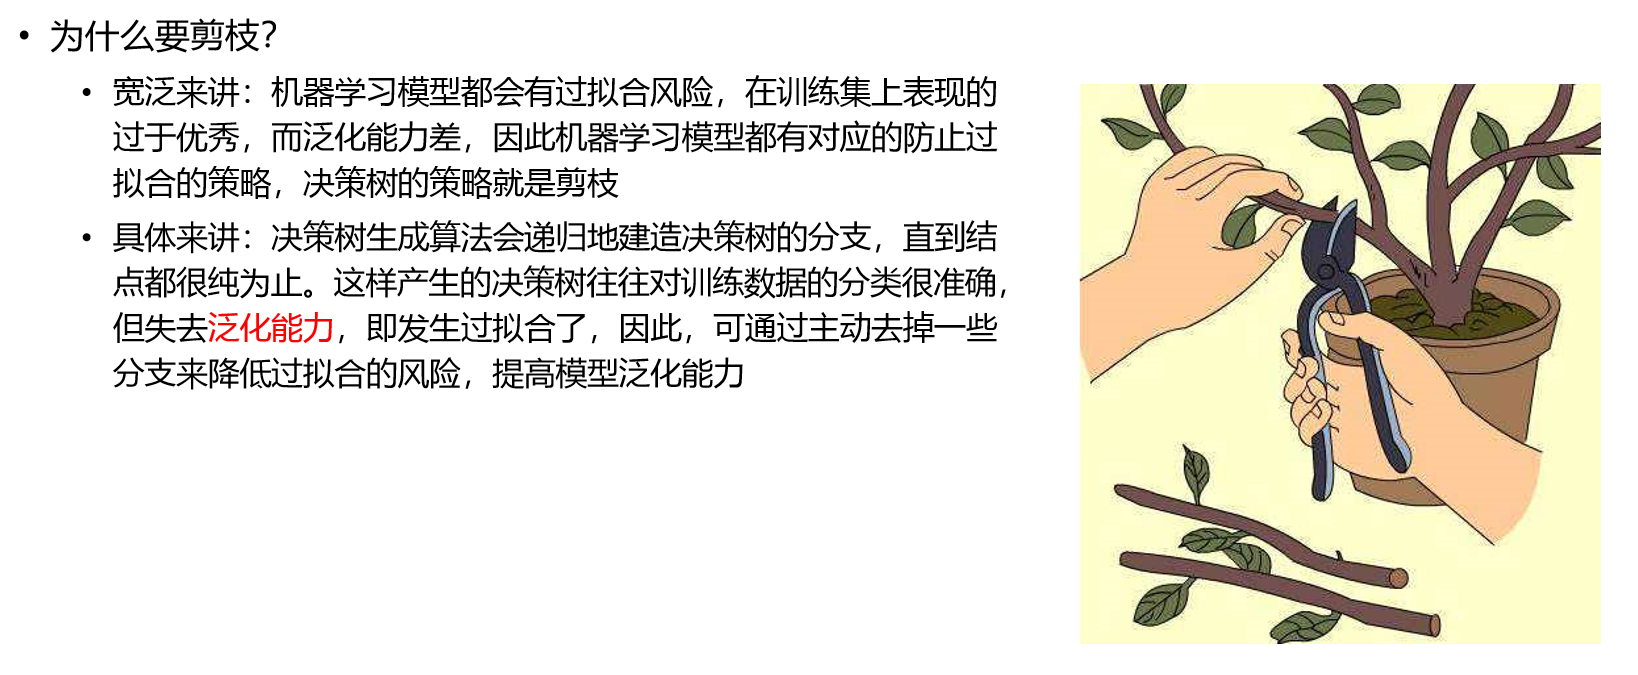 • 为什么要剪枝？
• 宽泛来讲：机器学习模型都会有过拟合风险，在训练集上表现的
过于优秀，而泛化能力差，因此机器学习模型都有对应的防止过
拟合的策略，决策树的策略就是剪枝
• 具体来讲：决策树生成算法会递归地建造决策树的分支，直到结
点都很纯为止。这样产生的决策树往往对训练数据的分类很准确，
但失去泛化能力，即发生过拟合了，因此，可通过主动去掉一些
分支来降低过拟合的风险，提高模型泛化能力